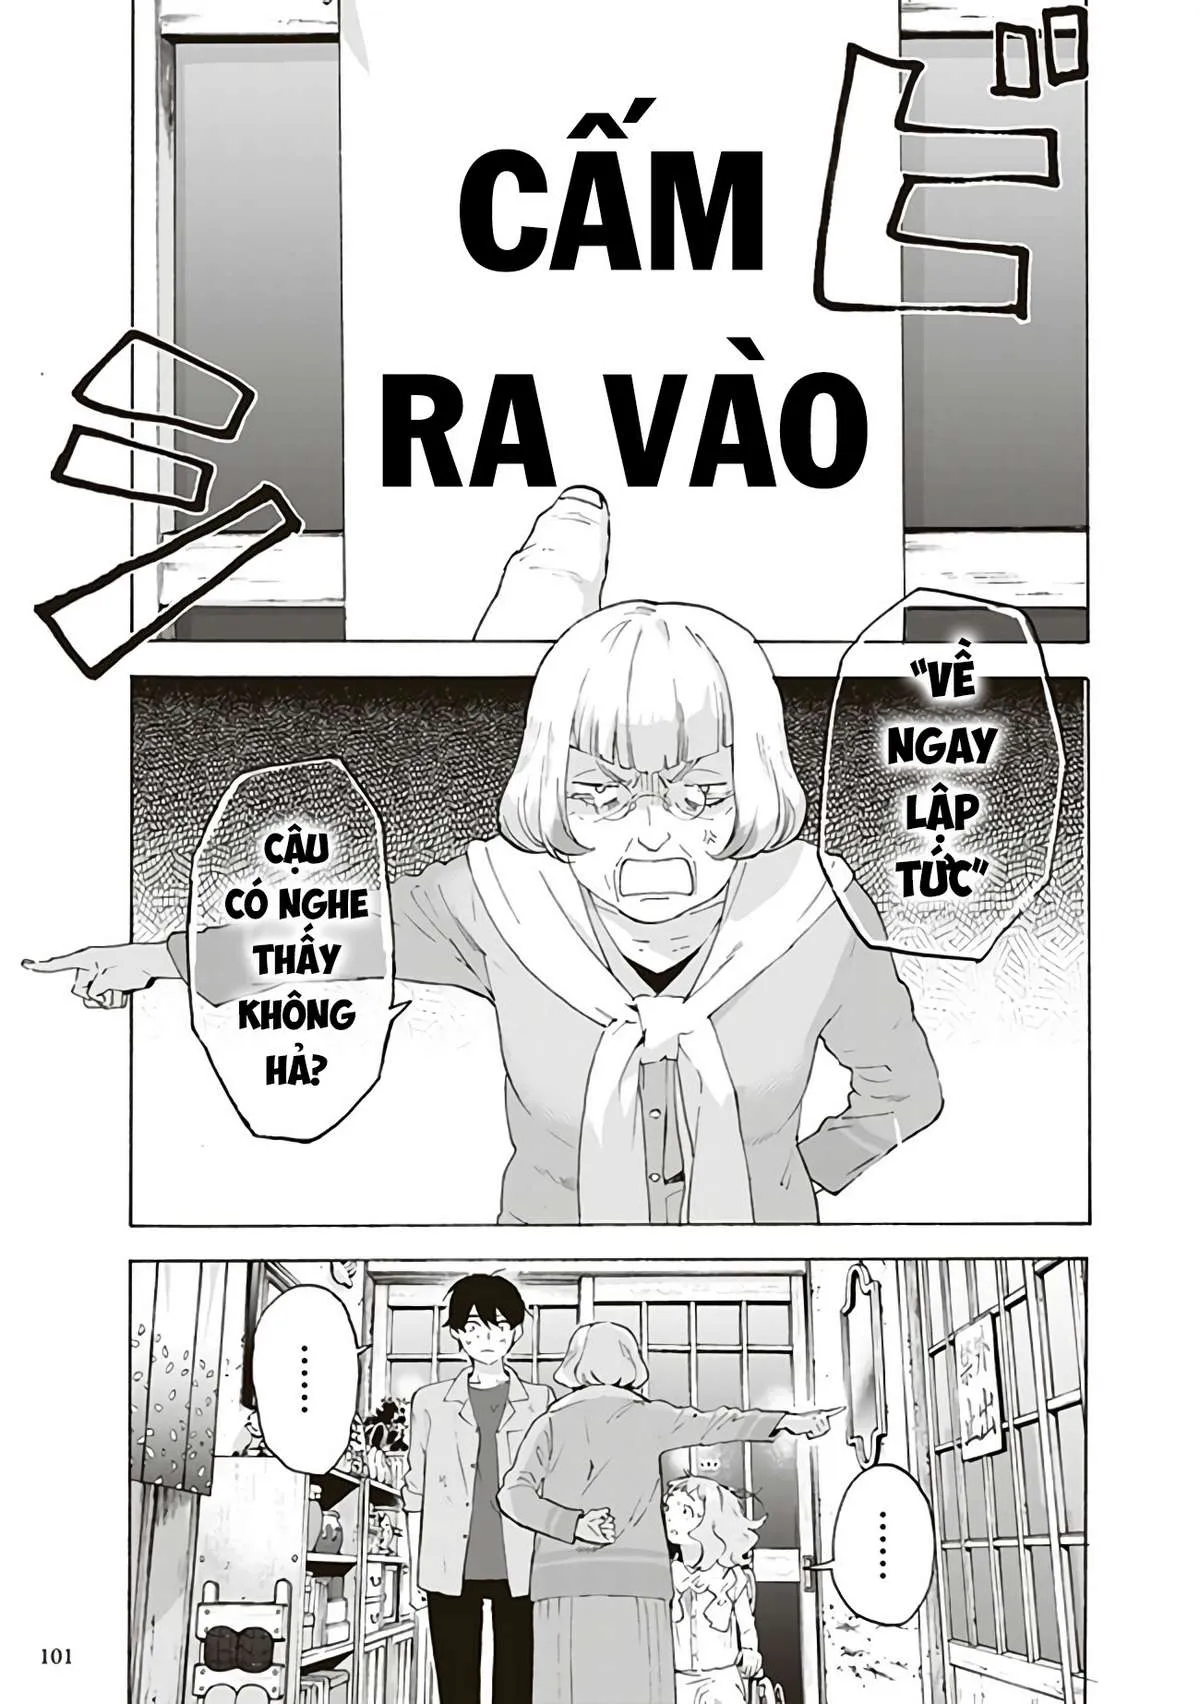 CẤM
RA VÀO
"VỀ
NGAY
LẬP
TỨC"
CẬU
CÓ NGHE
THẤY
KHÔNG
HẢ?
......
...
......
101